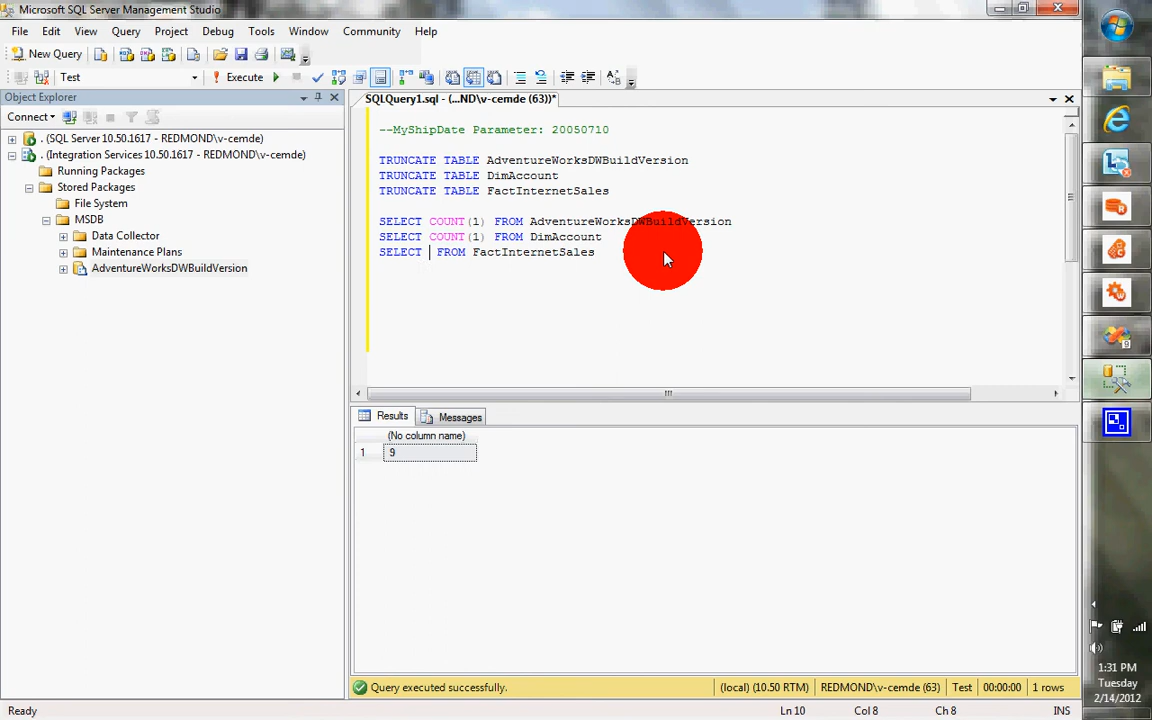 Microsoft SQL Server Management Studio
File Edit View Query Project Debug Tools Window Community Help
New Query
Test Execute
Object Explorer
SQLQuery1.sql - (...ND\v-cemde (63))*
Connect
. (SQL Server 10.50.1617 - REDMOND\v-cemde)
. (Integration Services 10.50.1617 - REDMOND\v-cemde)
Running Packages
Stored Packages
File System
MSDB
Data Collector
Maintenance Plans
AdventureWorksDWBuildVersion
--MyShipDate Parameter: 20050710
TRUNCATE TABLE AdventureWorksDWBuildVersion
TRUNCATE TABLE DimAccount
TRUNCATE TABLE FactInternetSales
SELECT COUNT(1) FROM AdventureWorksDWBuildVersion
SELECT COUNT(1) FROM DimAccount
SELECT FROM FactInternetSales
Results Messages
(No column name)
1 9
Query executed successfully. (local) (10.50 RTM) REDMOND\v-cemde (63) Test 00:00:00 1 rows
Ready Ln 10 Col 8 Ch 8 INS
9
1:31 PM
Tuesday
2/14/2012